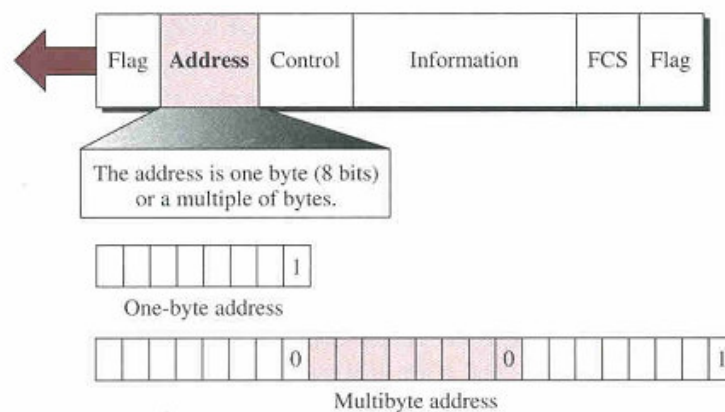 Flag Address Control Information FCS Flag
The address is one byte (8 bits)
or a multiple of bytes.
1
One-byte address
0 0 1
Multibyte address